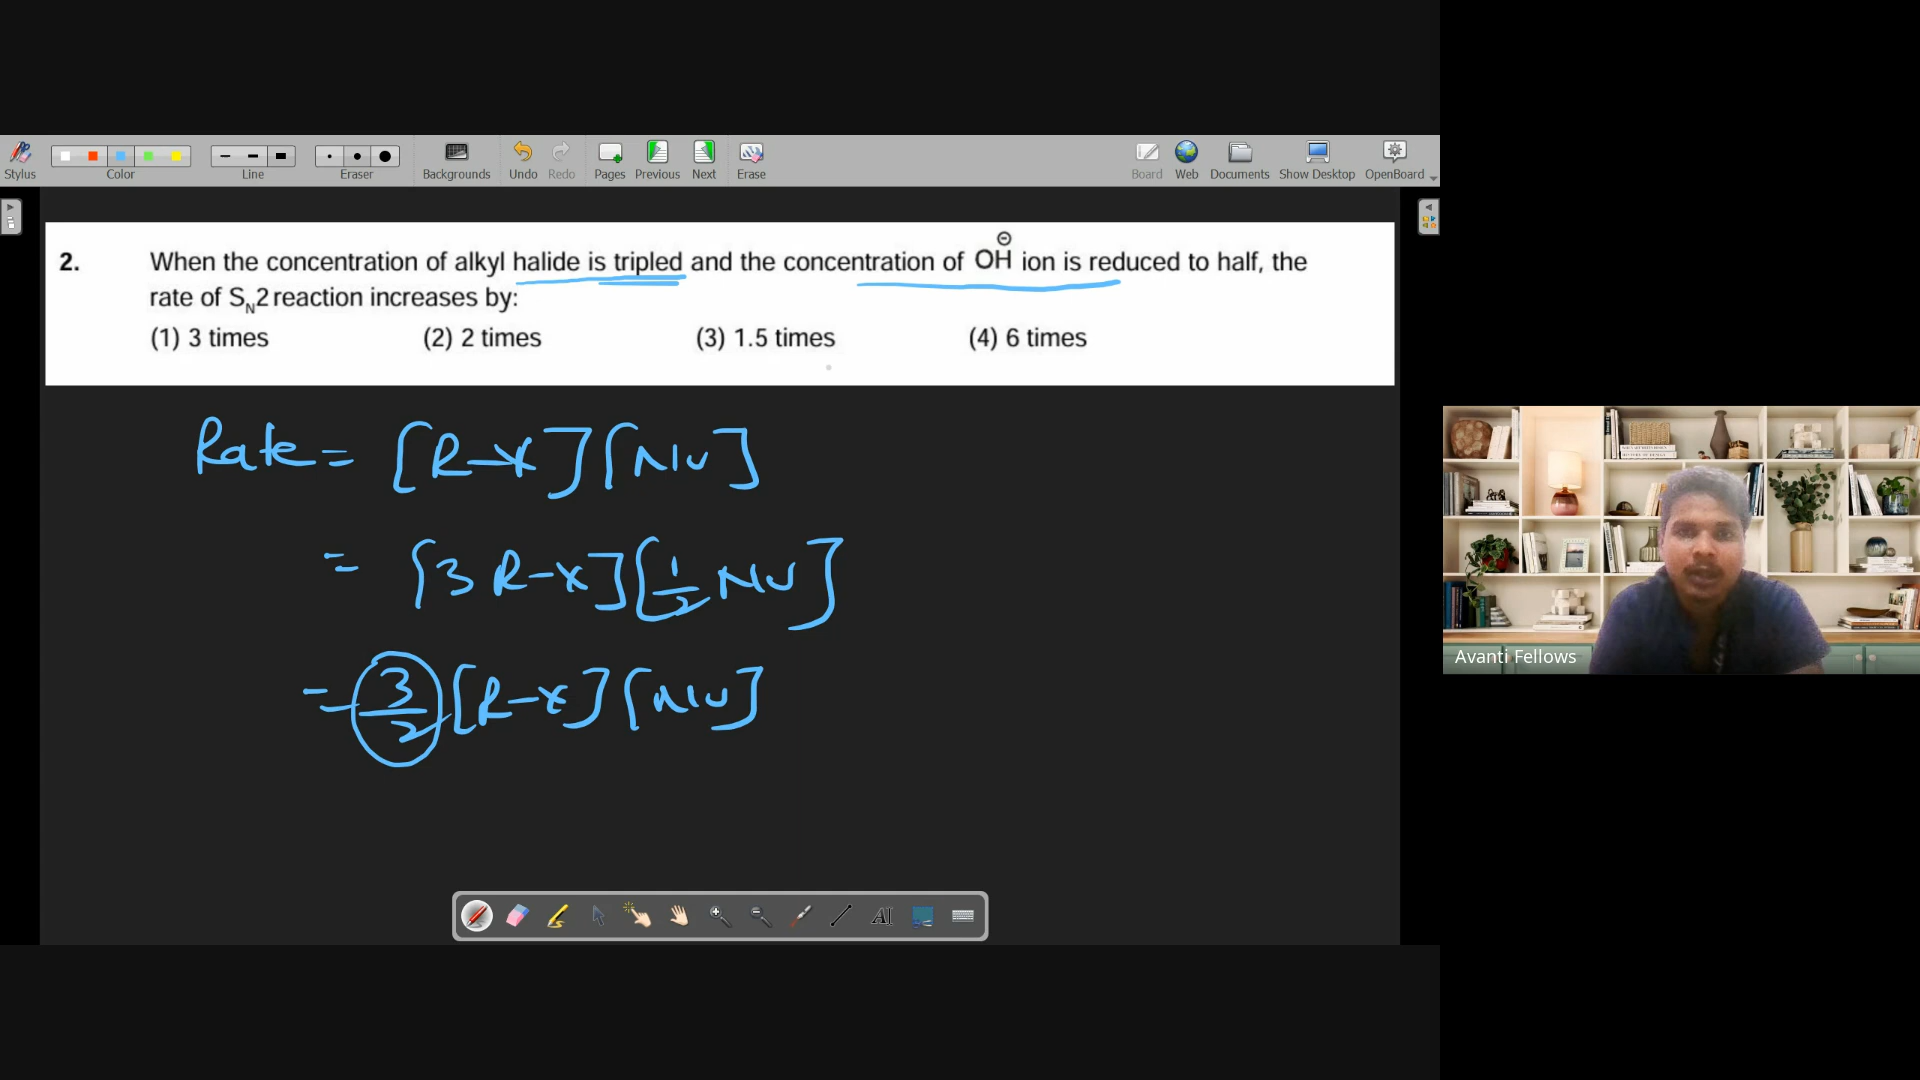 Stylus Color Line Eraser Backgrounds Undo Redo Pages Previous Next Erase Board Web Documents Show Desktop OpenBoard
2. When the concentration of alkyl halide is tripled and the concentration of OH⊖ ion is reduced to half, the
rate of SN2 reaction increases by:
(1) 3 times (2) 2 times (3) 1.5 times (4) 6 times
Rate = [R-X][Nu]
= [3 R-X][1/2 Nu]
= 3/2 [R-X][Nu]
Avanti Fellows